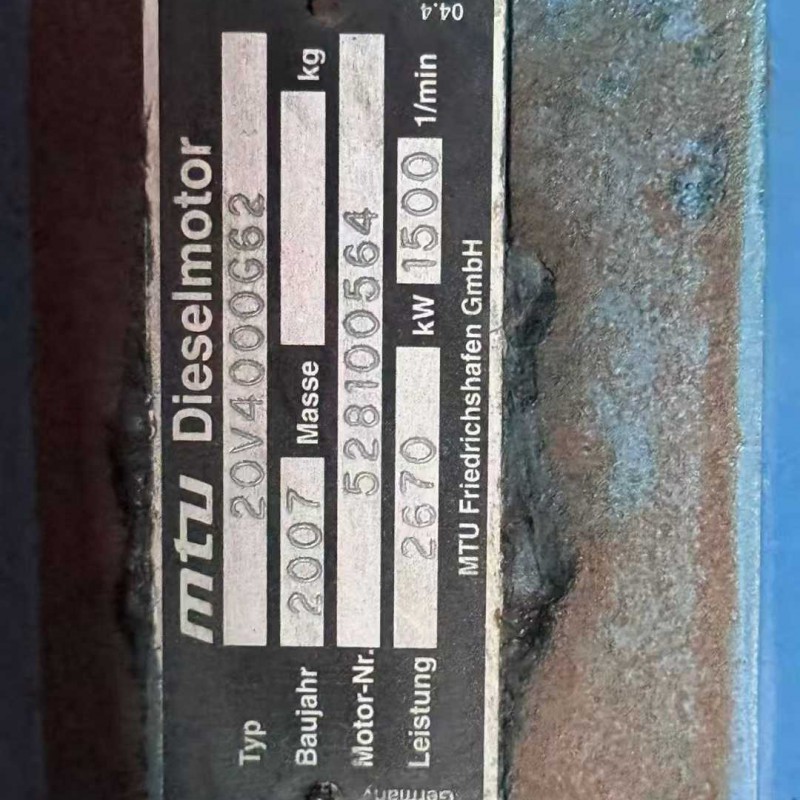 mtu Dieselmotor
Typ 20V4000G62
Baujahr 2007 Masse kg
Motor-Nr. 528100564
Leistung 2670 kW 1500 1/min
MTU Friedrichshafen GmbH
Germany
04.4